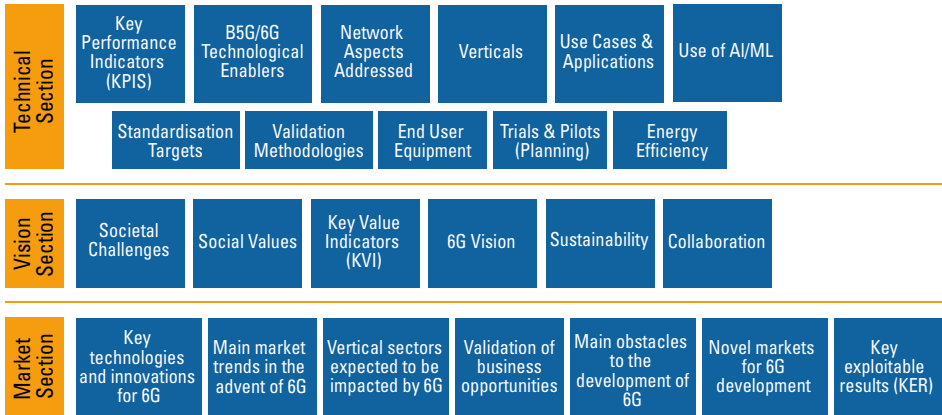 Technical
Section
Key
Performance
Indicators
(KPIS)
B5G/6G
Technological
Enablers
Network
Aspects
Addressed
Verticals
Use Cases &
Applications
Use of AI/ML
Standardisation
Targets
Validation
Methodologies
End User
Equipment
Trials & Pilots
(Planning)
Energy
Efficiency
Vision
Section
Societal
Challenges
Social Values
Key Value
Indicators
(KVI)
6G Vision
Sustainability
Collaboration
Market
Section
Key
technologies
and innovations
for 6G
Main market
trends in the
advent of 6G
Vertical sectors
expected to be
impacted by 6G
Validation of
business
opportunities
Main obstacles
to the
development of
6G
Novel markets
for 6G
development
Key
exploitable
results (KER)